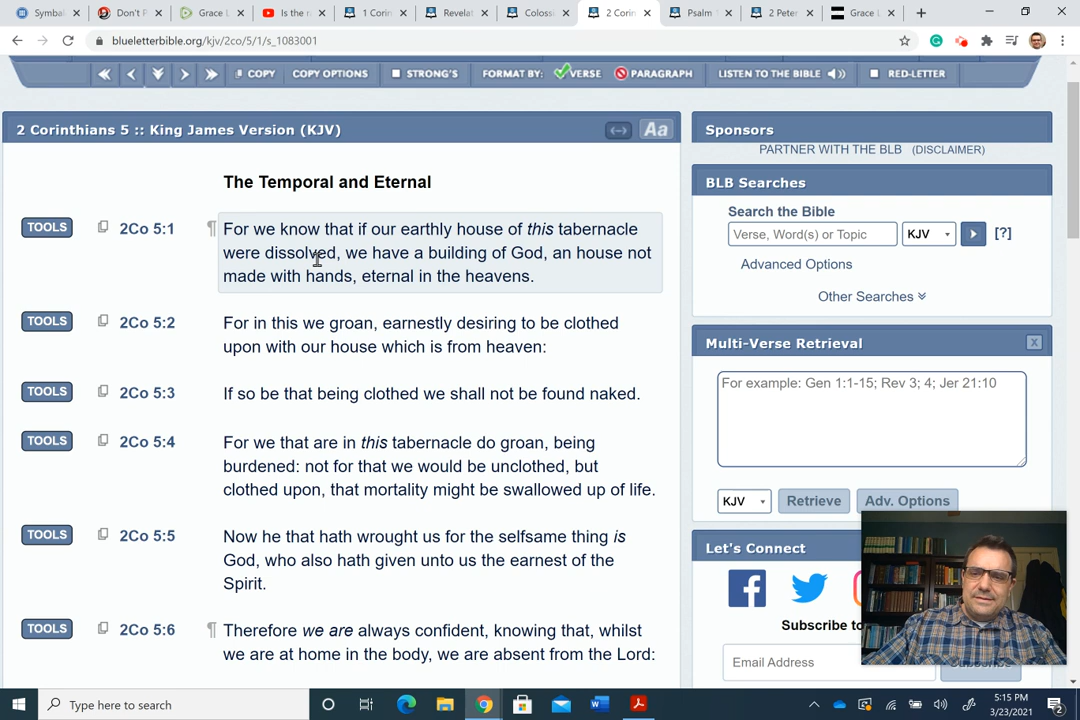 Symbal
Don't P
Grace L
Is the r
1 Corin
Revelat
Coloss
2 Corin
Psalm
2 Peter
Grace L
blueletterbible.org/kjv/2co/5/1/s_1083001
COPY
COPY OPTIONS
STRONG'S
FORMAT BY:
VERSE
PARAGRAPH
LISTEN TO THE BIBLE
RED-LETTER
2 Corinthians 5 :: King James Version (KJV)
Aa
The Temporal and Eternal
TOOLS
2Co 5:1
¶ For we know that if our earthly house of this tabernacle
were dissolved, we have a building of God, an house not
made with hands, eternal in the heavens.
TOOLS
2Co 5:2
For in this we groan, earnestly desiring to be clothed
upon with our house which is from heaven:
TOOLS
2Co 5:3
If so be that being clothed we shall not be found naked.
TOOLS
2Co 5:4
For we that are in this tabernacle do groan, being
burdened: not for that we would be unclothed, but
clothed upon, that mortality might be swallowed up of life.
TOOLS
2Co 5:5
Now he that hath wrought us for the selfsame thing is
God, who also hath given unto us the earnest of the
Spirit.
TOOLS
2Co 5:6
¶ Therefore we are always confident, knowing that, whilst
we are at home in the body, we are absent from the Lord:
Sponsors
PARTNER WITH THE BLB (DISCLAIMER)
BLB Searches
Search the Bible
Verse, Word(s) or Topic
KJV
[?]
Advanced Options
Other Searches
Multi-Verse Retrieval
X
For example: Gen 1:1-15; Rev 3; 4; Jer 21:10
KJV
Retrieve
Adv. Options
Let's Connect
Subscribe to
Email Address
Type here to search
5:15 PM
3/23/2021
2